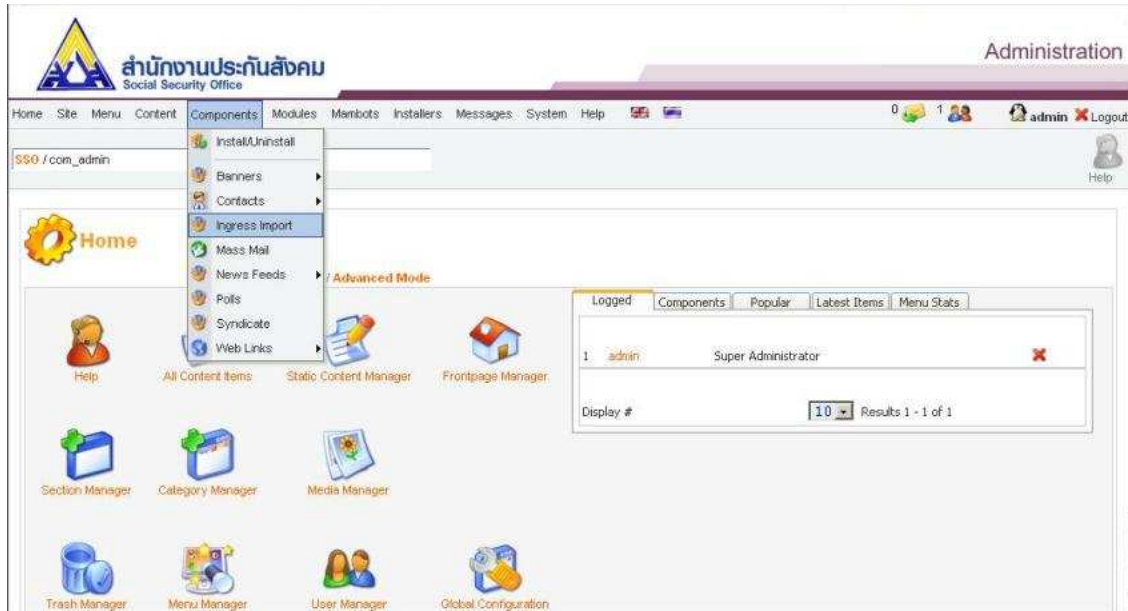 สำนักงานประกันสังคม
Social Security Office
Administration
Home Site Menu Content Components Modules Mambots Installers Messages System Help 0 1 admin Logout
SSO / com_admin
Help
Install/Uninstall
Banners
Contacts
Ingress Import
Mass Mail
News Feeds
Polls
Syndicate
Web Links
Home
/ Advanced Mode
Help All Content Items Static Content Manager Frontpage Manager
Section Manager Category Manager Media Manager
Trash Manager Menu Manager User Manager Global Configuration
Logged Components Popular Latest Items Menu Stats
1 admin Super Administrator
Display # 10 Results 1 - 1 of 1